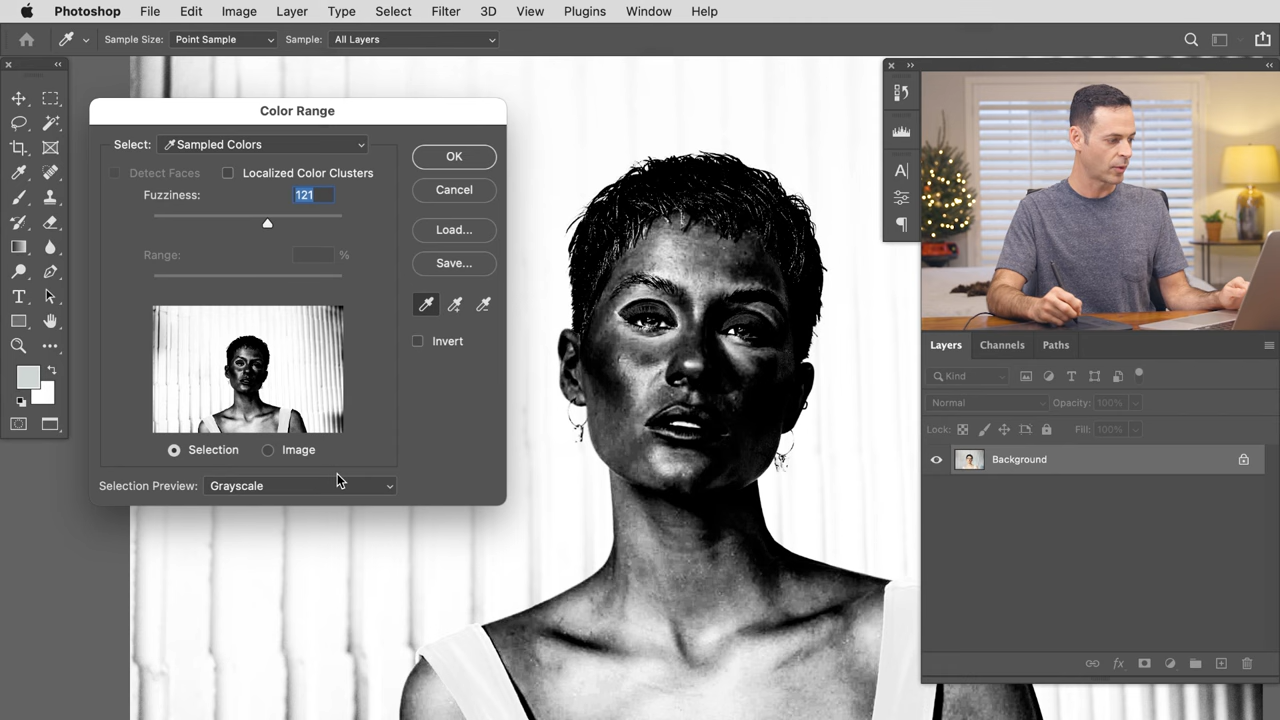 Photoshop File Edit Image Layer Type Select Filter 3D View Plugins Window Help
Sample Size: Point Sample Sample: All Layers
Color Range
Select: Sampled Colors
Detect Faces Localized Color Clusters
Fuzziness: 121
Range: %
Selection Image
Selection Preview: Grayscale
OK
Cancel
Load...
Save...
Invert
Layers Channels Paths
Kind
Normal Opacity: 100%
Lock: Fill: 100%
Background